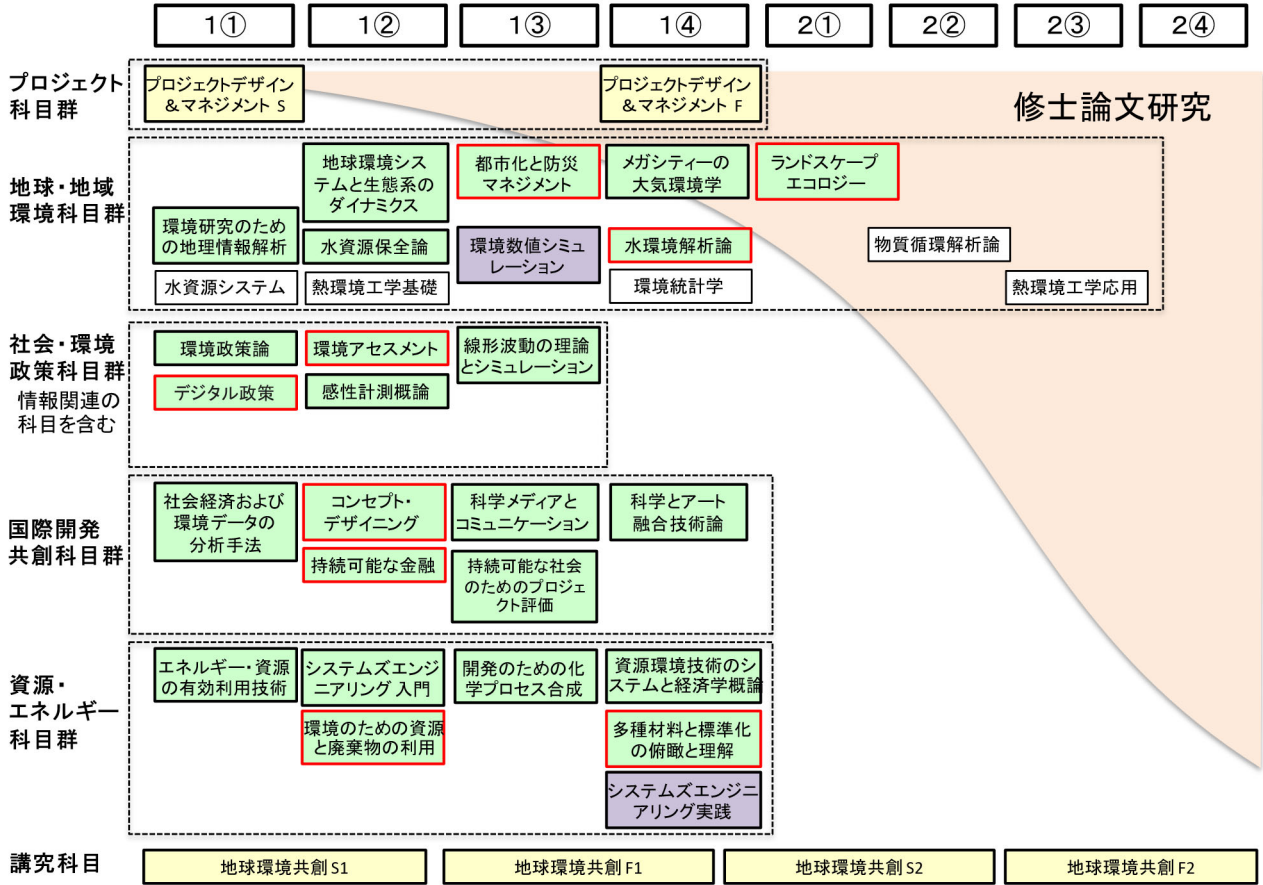 1① 1② 1③ 1④ 2① 2② 2③ 2④
プロジェクト
科目群
プロジェクトデザイン
&マネジメント S
プロジェクトデザイン
&マネジメント F
修士論文研究
地球・地域
環境科目群
地球環境シス
テムと生態系の
ダイナミクス
都市化と防災
マネジメント
メガシティーの
大気環境学
ランドスケープ
エコロジー
環境研究のため
の地理情報解析
水資源保全論
環境数値シミュ
レーション
水環境解析論
物質循環解析論
水資源システム
熱環境工学基礎
環境統計学
熱環境工学応用
社会・環境
政策科目群
情報関連の
科目を含む
環境政策論
環境アセスメント
線形波動の理論
とシミュレーション
デジタル政策
感性計測概論
国際開発
共創科目群
社会経済および
環境データの
分析手法
コンセプト・
デザイニング
科学メディアと
コミュニケーション
科学とアート
融合技術論
持続可能な金融
持続可能な社会
のためのプロジェ
クト評価
資源・
エネルギー
科目群
エネルギー・資源
の有効利用技術
システムズエンジ
ニアリング入門
開発のための化
学プロセス合成
資源環境技術のシ
ステムと経済学概論
環境のための資源
と廃棄物の利用
多種材料と標準化
の俯瞰と理解
システムズエンジニ
アリング実践
講究科目
地球環境共創S1
地球環境共創F1
地球環境共創S2
地球環境共創F2